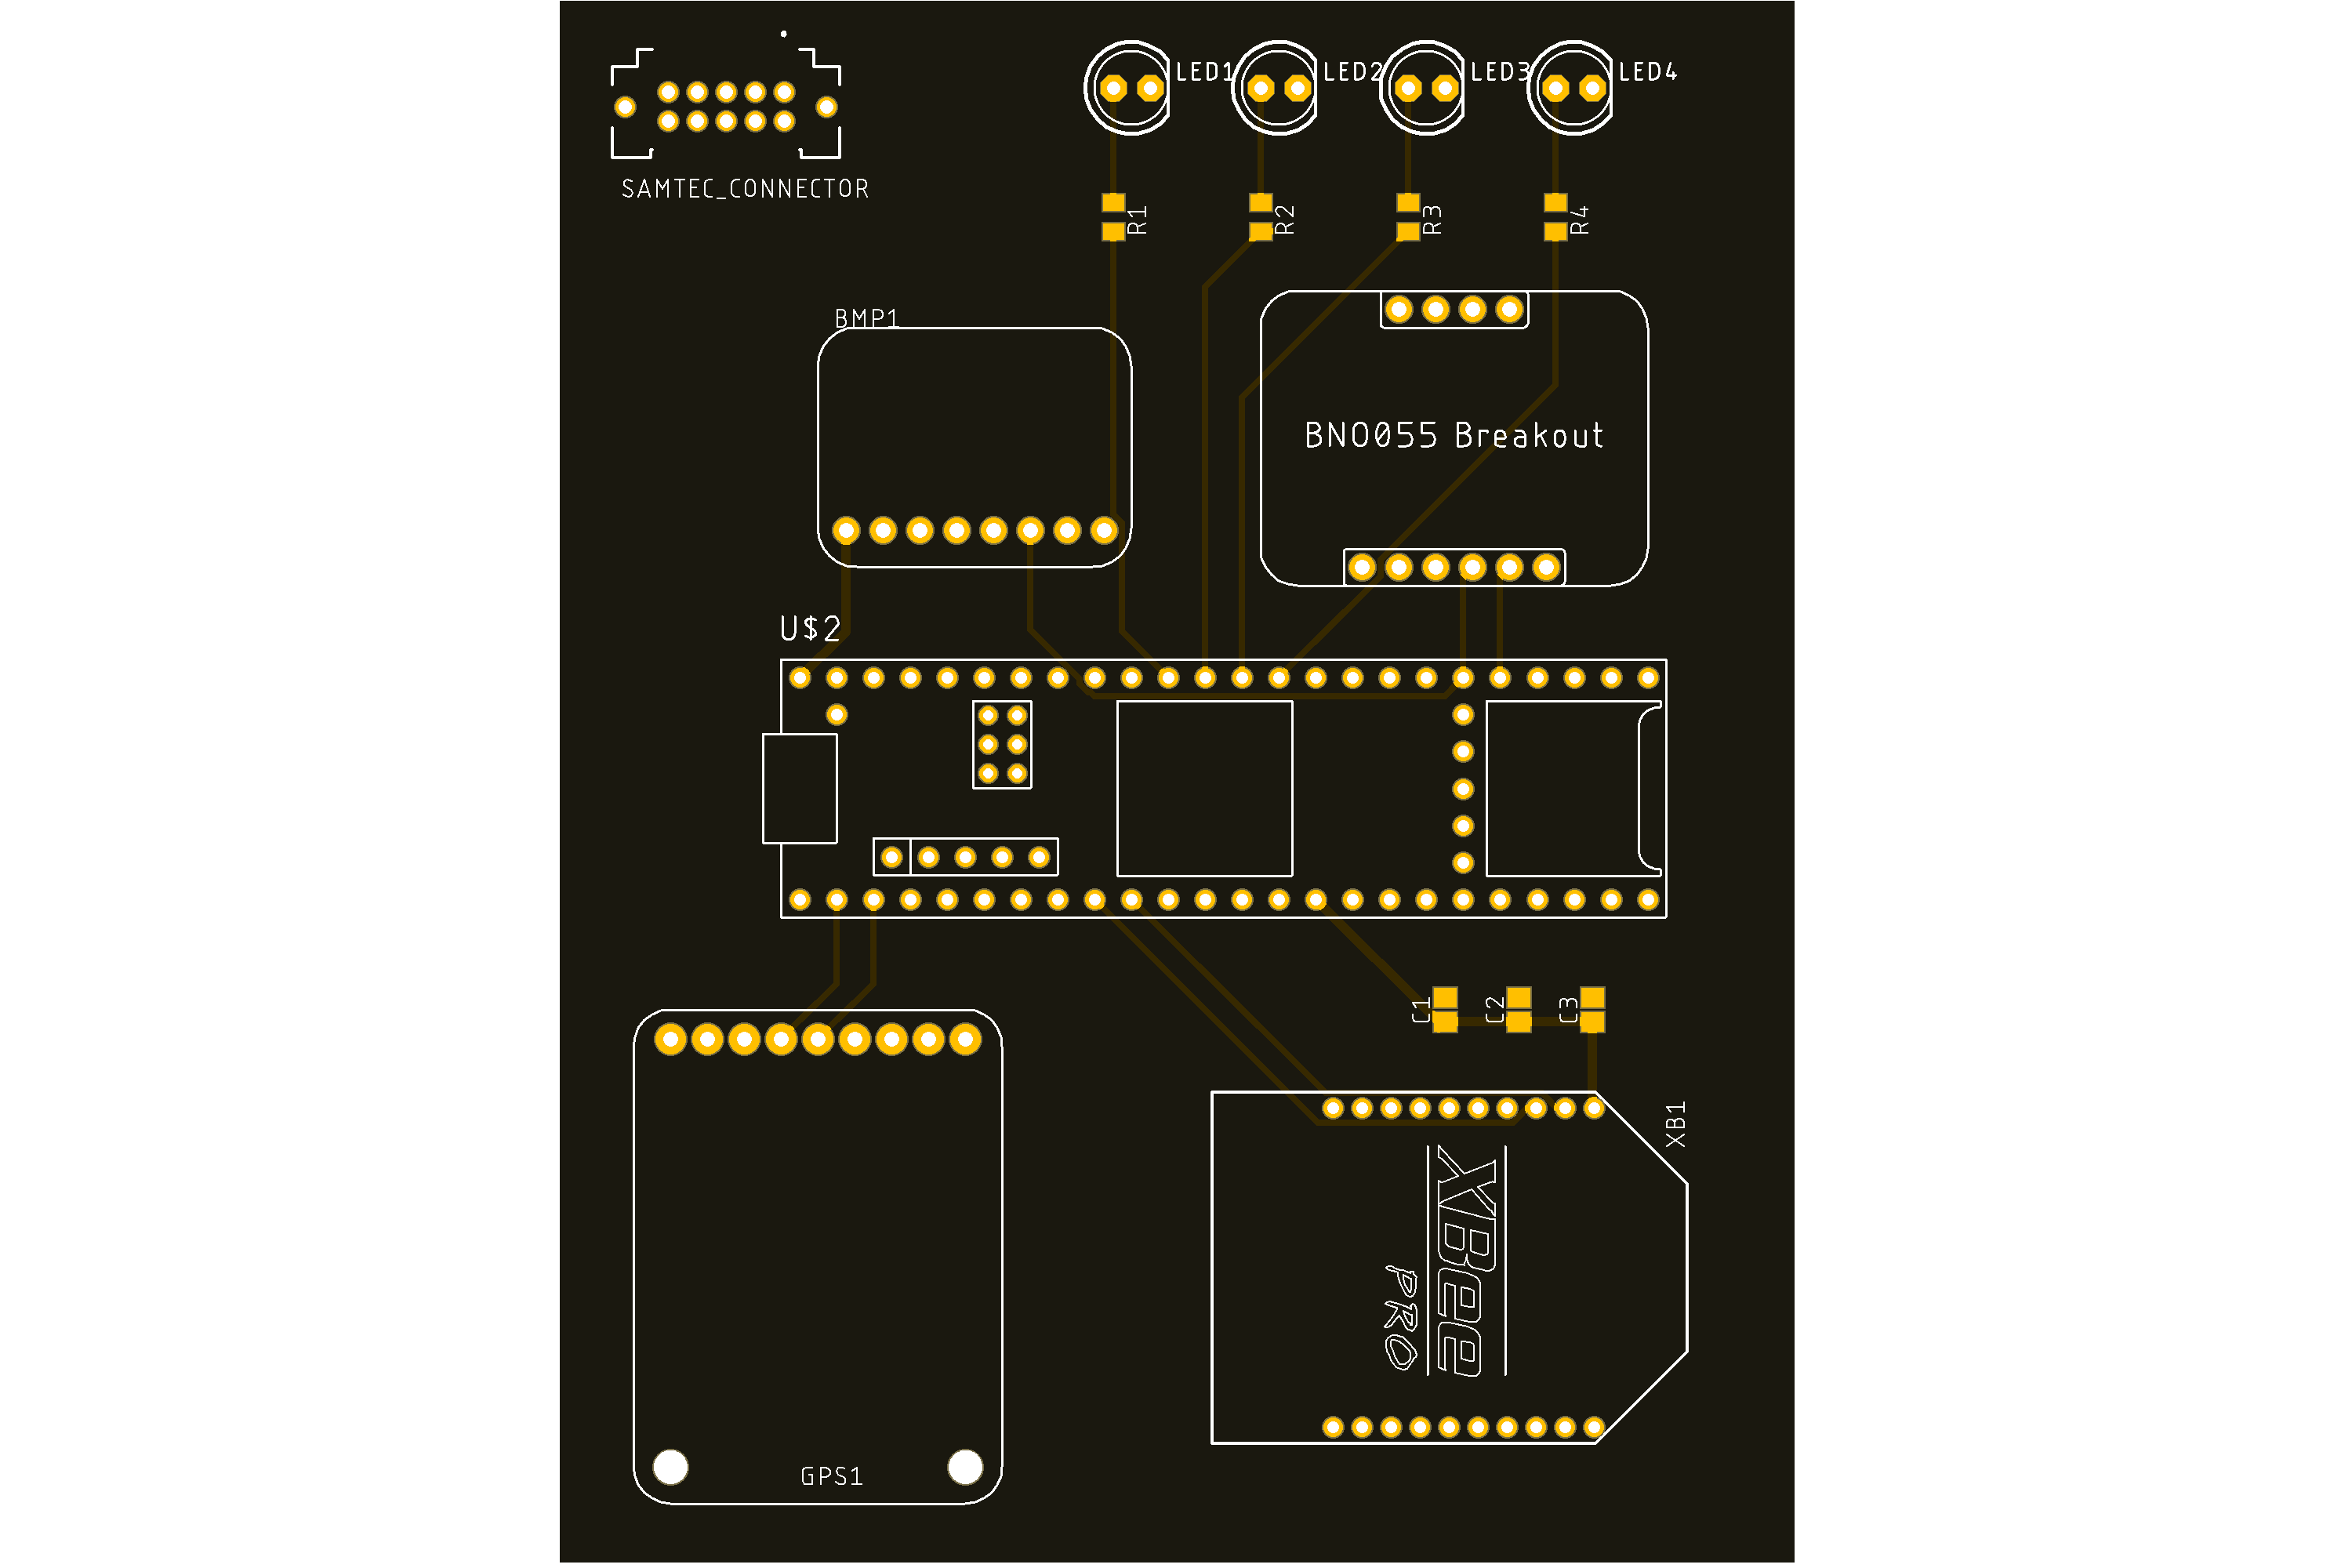 LED1
LED2
LED3
LED4
SAMTEC_CONNECTOR
R1
R2
R3
R4
BMP1
BNO055 Breakout
U$2
C1
C2
C3
XB1
XBee
PRO
GPS1